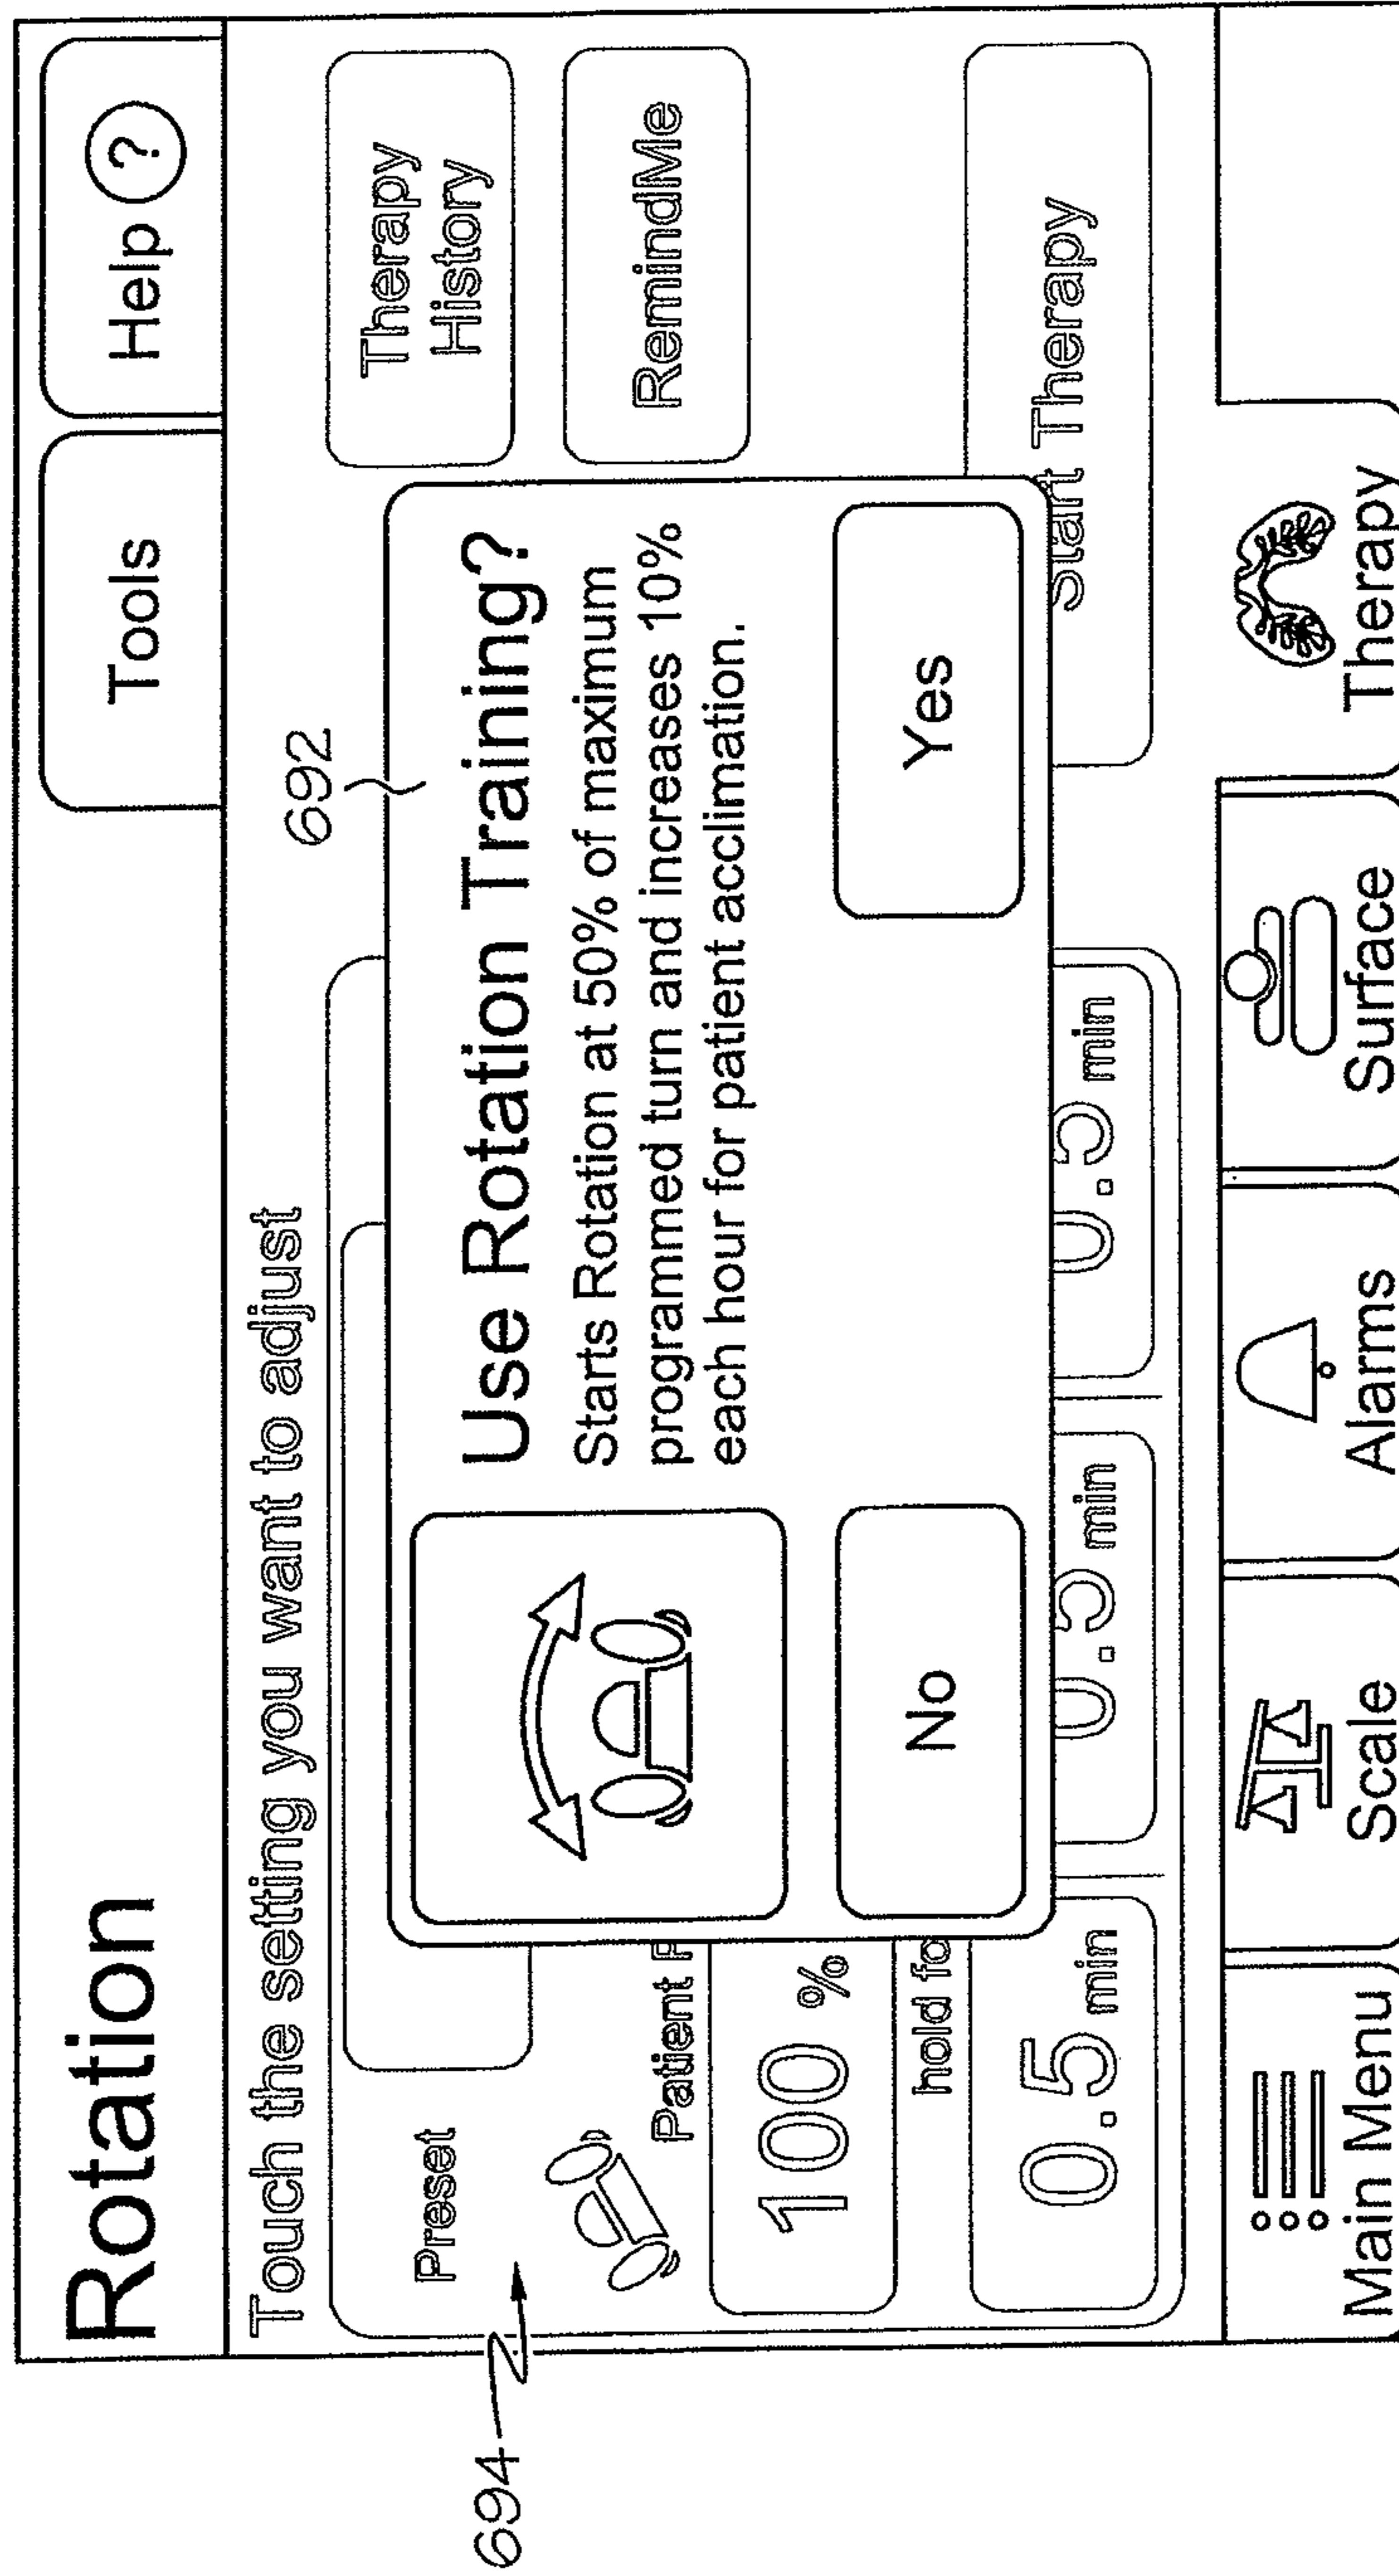 Rotation
Tools
Help ?
Touch the setting you want to adjust
692
694
Preset
Therapy
History
RemindMe
Use Rotation Training?
Starts Rotation at 50% of maximum
programmed turn and increases 10%
each hour for patient acclimation.
No
Yes
Patient
100 %
hold
0.5 min
0.5 min
0.5 min
Start Therapy
Main Menu
Scale
Alarms
Surface
Therapy